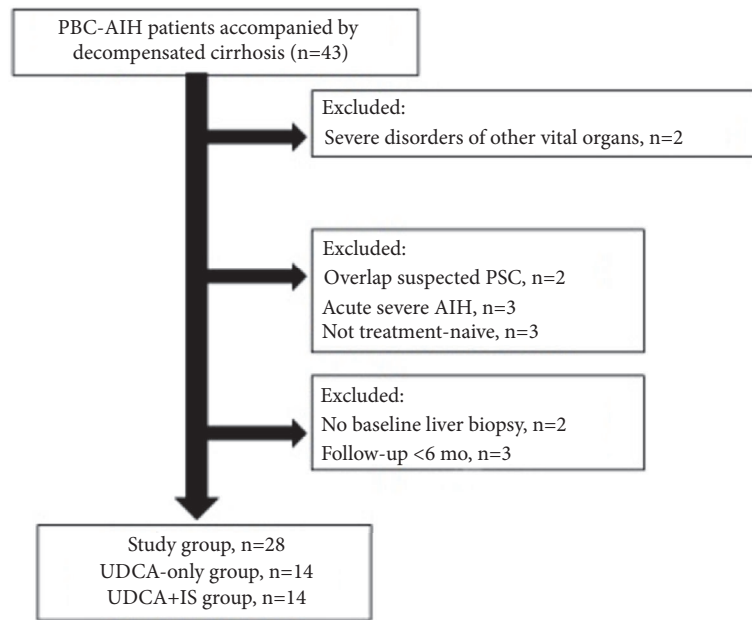 PBC-AIH patients accompanied by
decompensated cirrhosis (n=43)
Excluded:
Severe disorders of other vital organs, n=2
Excluded:
Overlap suspected PSC, n=2
Acute severe AIH, n=3
Not treatment-naive, n=3
Excluded:
No baseline liver biopsy, n=2
Follow-up <6 mo, n=3
Study group, n=28
UDCA-only group, n=14
UDCA+IS group, n=14